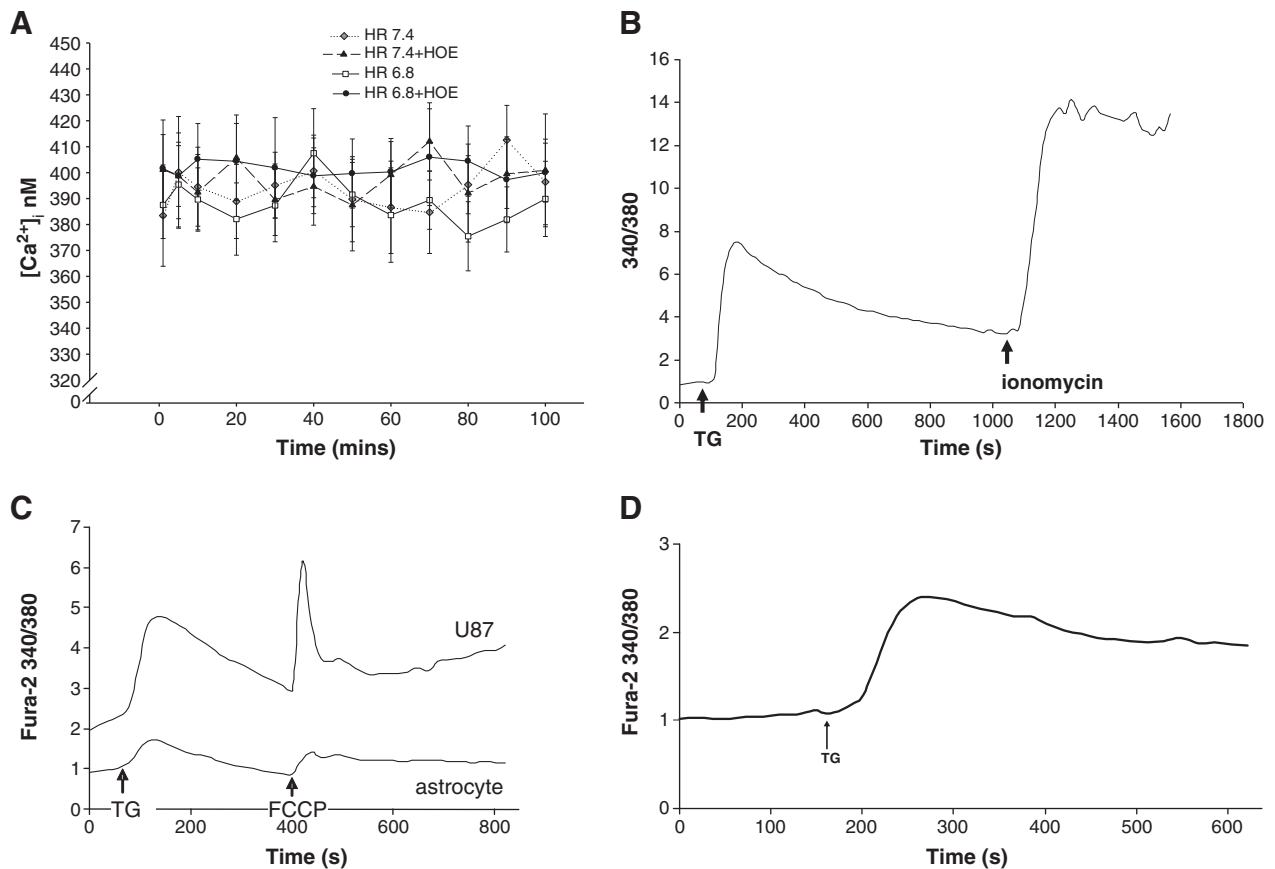 A
HR 7.4
HR 7.4+HOE
HR 6.8
HR 6.8+HOE
450
440
430
420
410
400
390
380
370
360
350
340
330
320
0
[Ca²⁺]ᵢ nM
0 20 40 60 80 100
Time (mins)
B
16
14
12
10
8
6
4
2
0
340/380
TG
ionomycin
0 200 400 600 800 1000 1200 1400 1600 1800
Time (s)
C
7
6
5
4
3
2
1
0
Fura-2 340/380
U87
astrocyte
TG
FCCP
0 200 400 600 800
Time (s)
D
3
2
1
0
Fura-2 340/380
TG
0 100 200 300 400 500 600
Time (s)